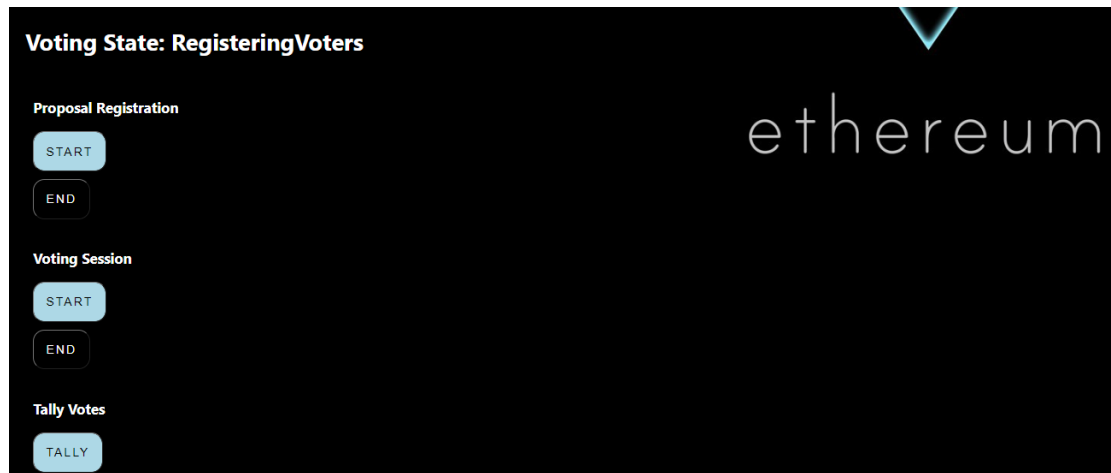 Voting State: RegisteringVoters
ethereum
Proposal Registration
START
END
Voting Session
START
END
Tally Votes
TALLY